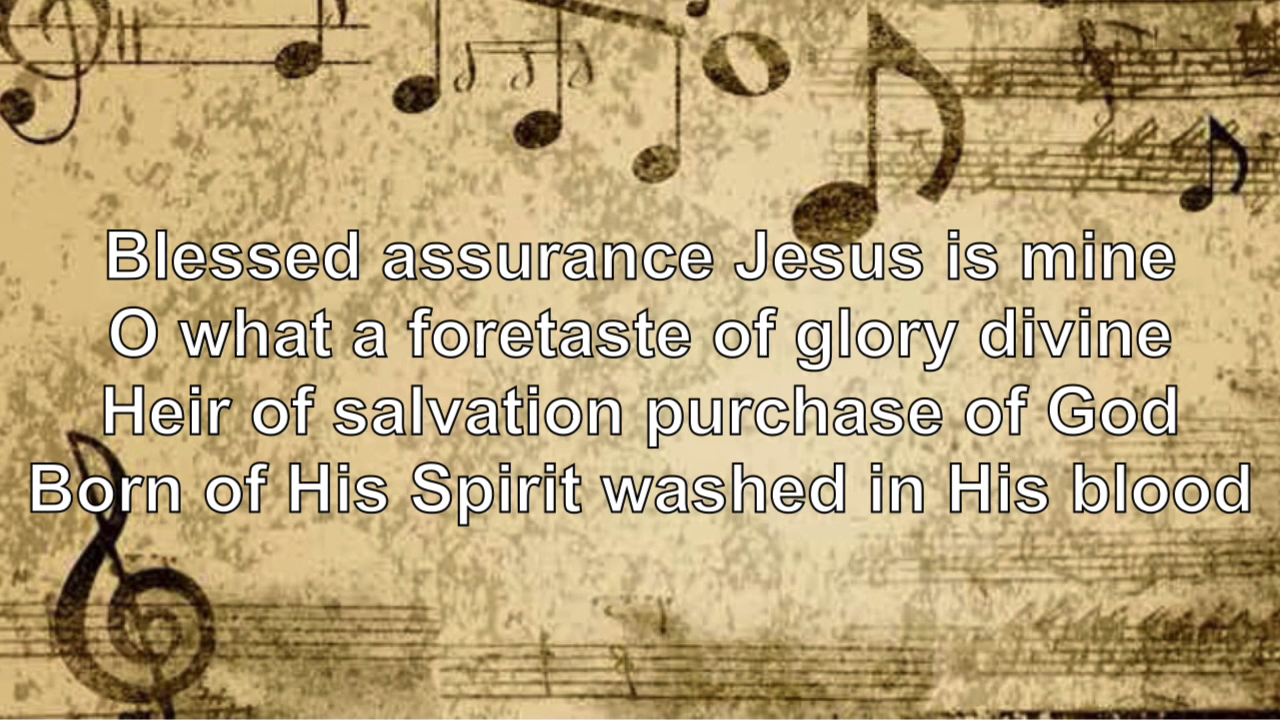 Blessed assurance Jesus is mine
O what a foretaste of glory divine
Heir of salvation purchase of God
Born of His Spirit washed in His blood